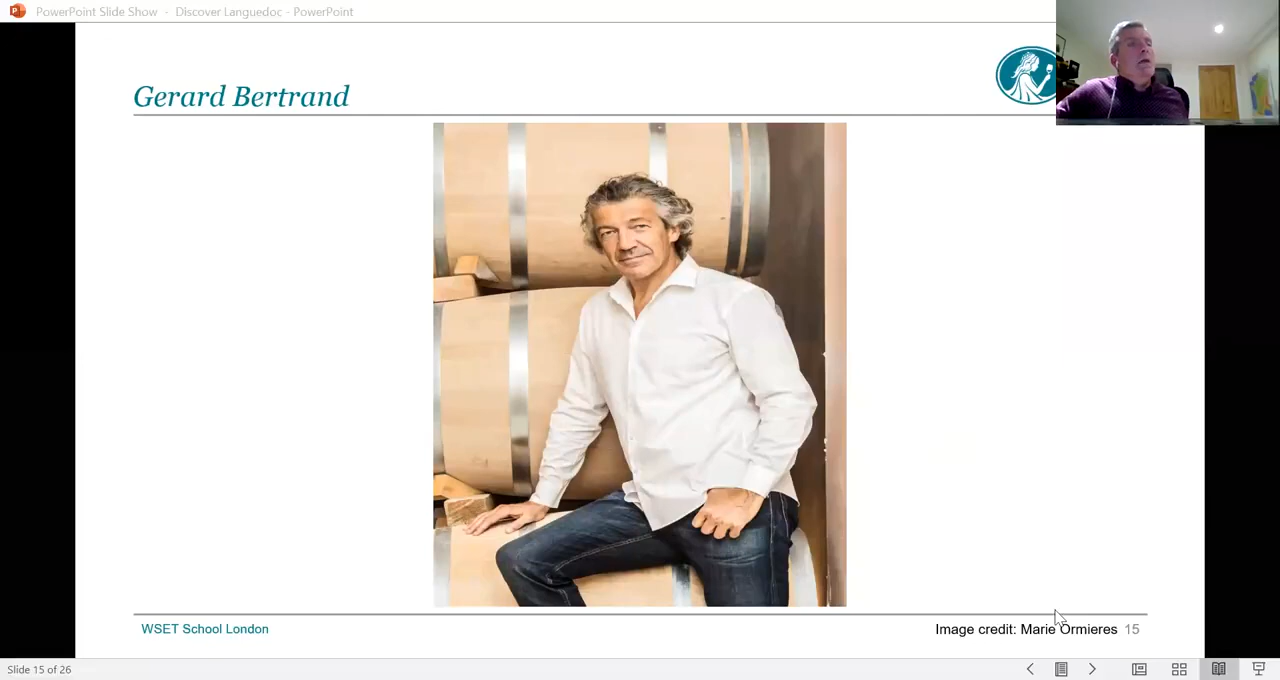 PowerPoint Slide Show - Discover Languedoc - PowerPoint
Gerard Bertrand
WSET School London
Image credit: Marie Ormieres 15
Slide 15 of 26